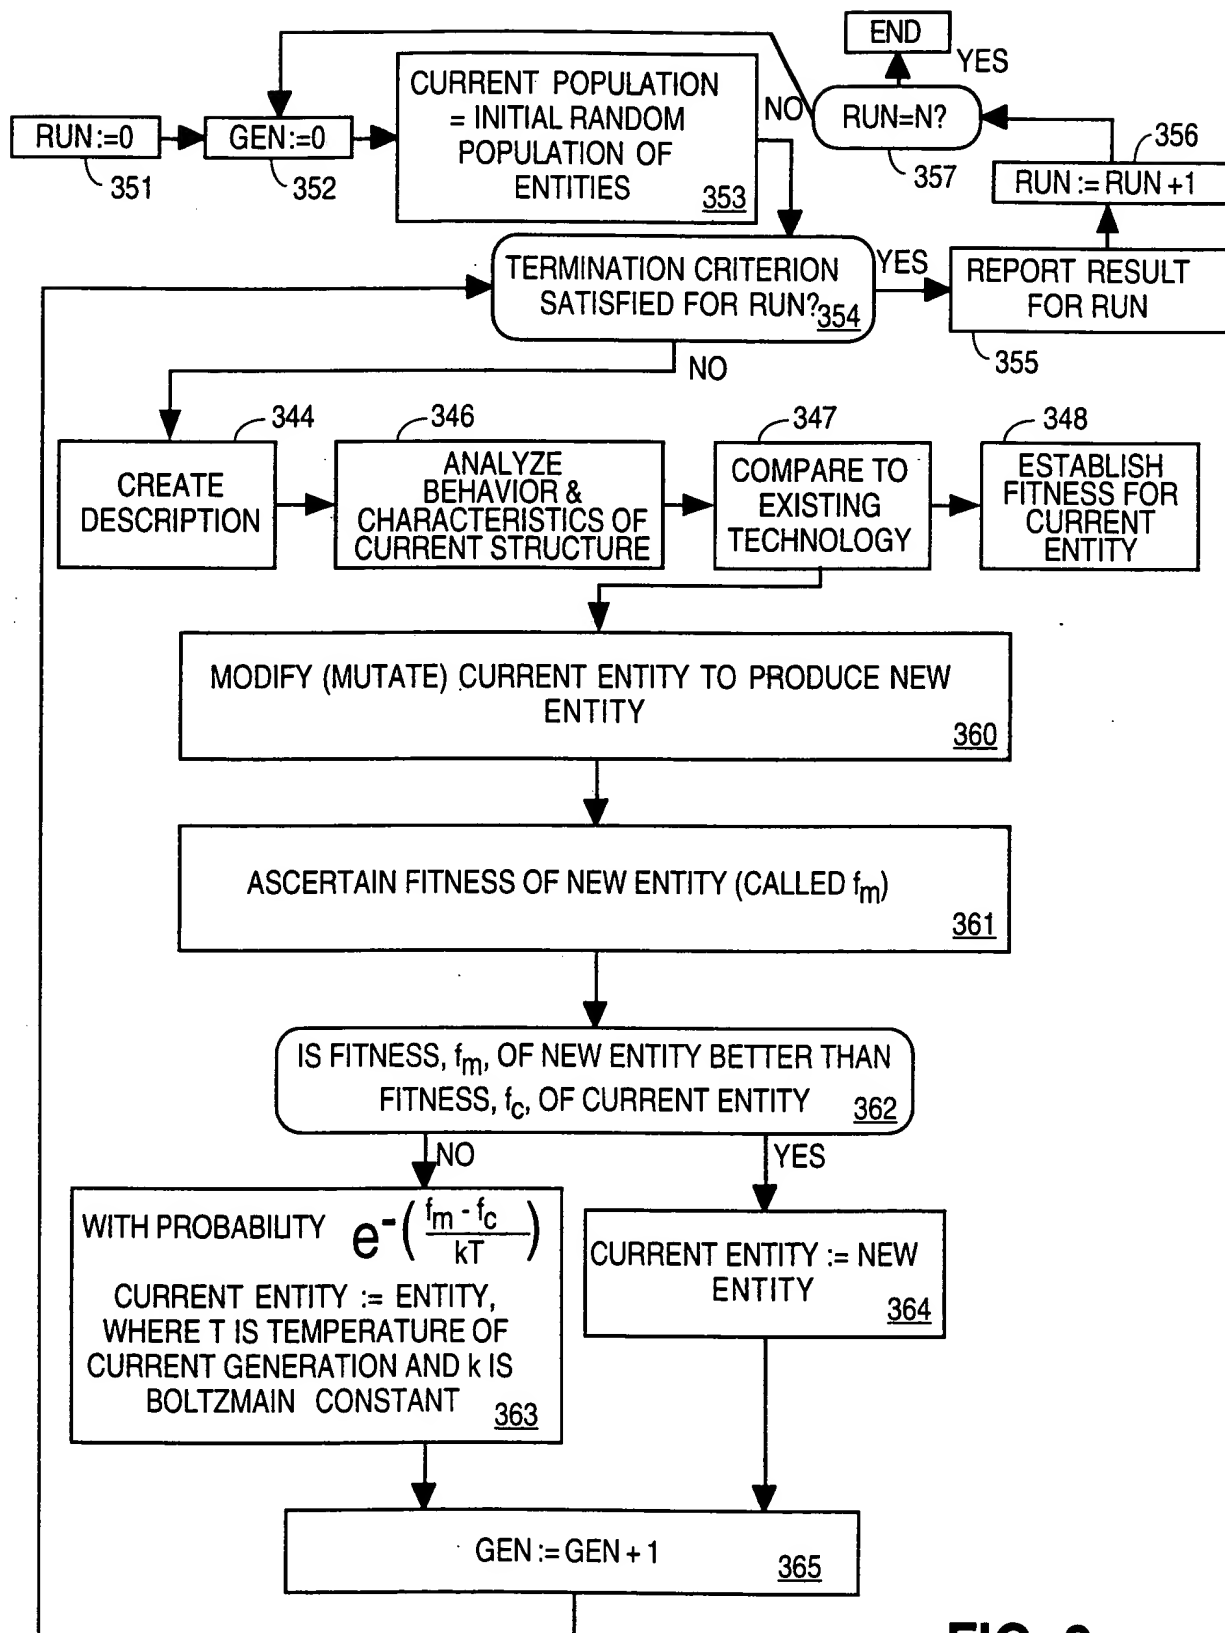 END
YES
CURRENT POPULATION
= INITIAL RANDOM
POPULATION OF
ENTITIES
353
NO
RUN=N?
357
RUN:=0
351
GEN:=0
352
356
RUN := RUN +1
TERMINATION CRITERION
SATISFIED FOR RUN?
354
YES
REPORT RESULT
FOR RUN
355
NO
344
CREATE
DESCRIPTION
346
ANALYZE
BEHAVIOR &
CHARACTERISTICS OF
CURRENT STRUCTURE
347
COMPARE TO
EXISTING
TECHNOLOGY
348
ESTABLISH
FITNESS FOR
CURRENT
ENTITY
MODIFY (MUTATE) CURRENT ENTITY TO PRODUCE NEW
ENTITY
360
ASCERTAIN FITNESS OF NEW ENTITY (CALLED fm)
361
IS FITNESS, fm, OF NEW ENTITY BETTER THAN
FITNESS, fc, OF CURRENT ENTITY
362
NO
YES
WITH PROBABILITY e-(fm - fc / kT)
CURRENT ENTITY := ENTITY,
WHERE T IS TEMPERATURE OF
CURRENT GENERATION AND k IS
BOLTZMAIN CONSTANT
363
CURRENT ENTITY := NEW
ENTITY
364
GEN := GEN + 1
365